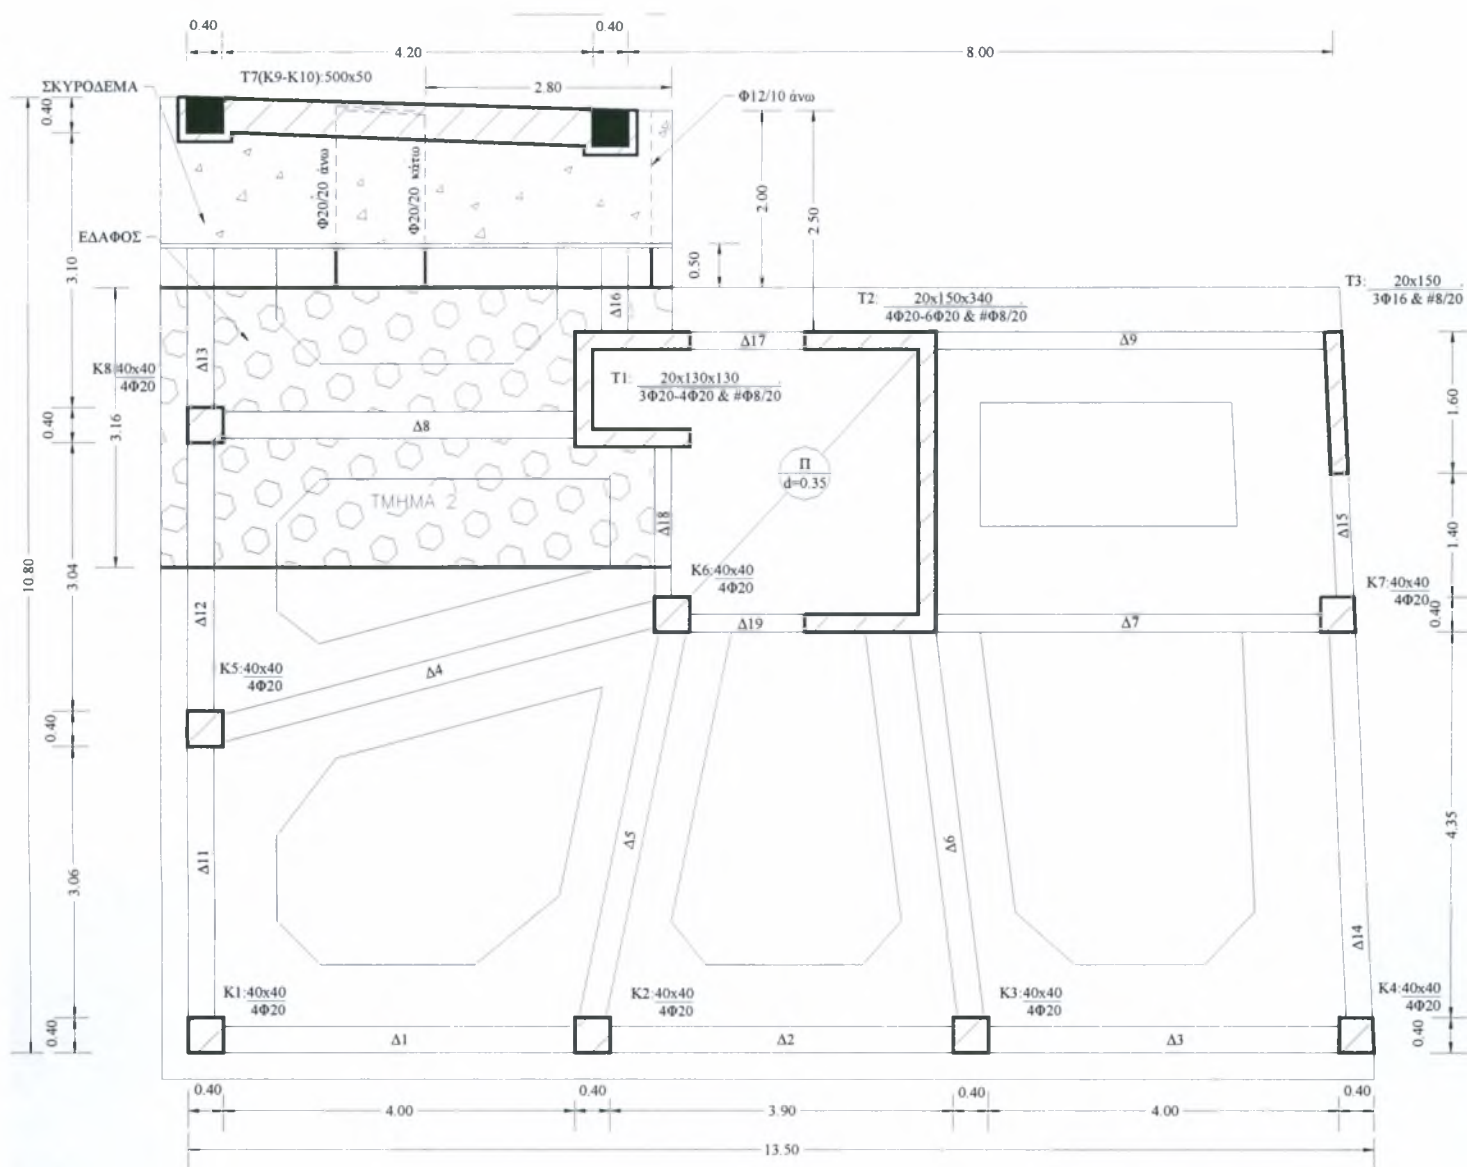 0.40
0.40
4.20
8.00
T7(K9-K10):500x50
2.80
ΣΚΥΡΟΔΕΜΑ
Φ12/10 άνω
0.40
Φ20/20 άνω
Φ20/20 κάτω
2.00
2.50
ΕΔΑΦΟΣ
3.10
0.50
T3: 20x150
3Φ16 & #8/20
T2: 20x150x340
4Φ20-6Φ20 & #Φ8/20
Δ16
Δ17
Δ9
Δ13
K8:40x40
4Φ20
T1: 20x130x130
3Φ20-4Φ20 & #Φ8/20
1.60
0.40
3.16
Δ8
Π
d=0.35
ΤΜΗΜΑ 2
Δ18
Δ15
1.40
10.80
3.04
K6:40x40
4Φ20
K7:40x40
4Φ20
0.40
Δ12
Δ19
Δ7
K5:40x40
4Φ20
Δ4
0.40
Δ5
Δ6
4.35
Δ11
3.06
Δ14
K1:40x40
4Φ20
K2:40x40
4Φ20
K3:40x40
4Φ20
K4:40x40
4Φ20
0.40
Δ1
Δ2
Δ3
0.40
0.40
0.40
0.40
0.40
4.00
3.90
4.00
13.50